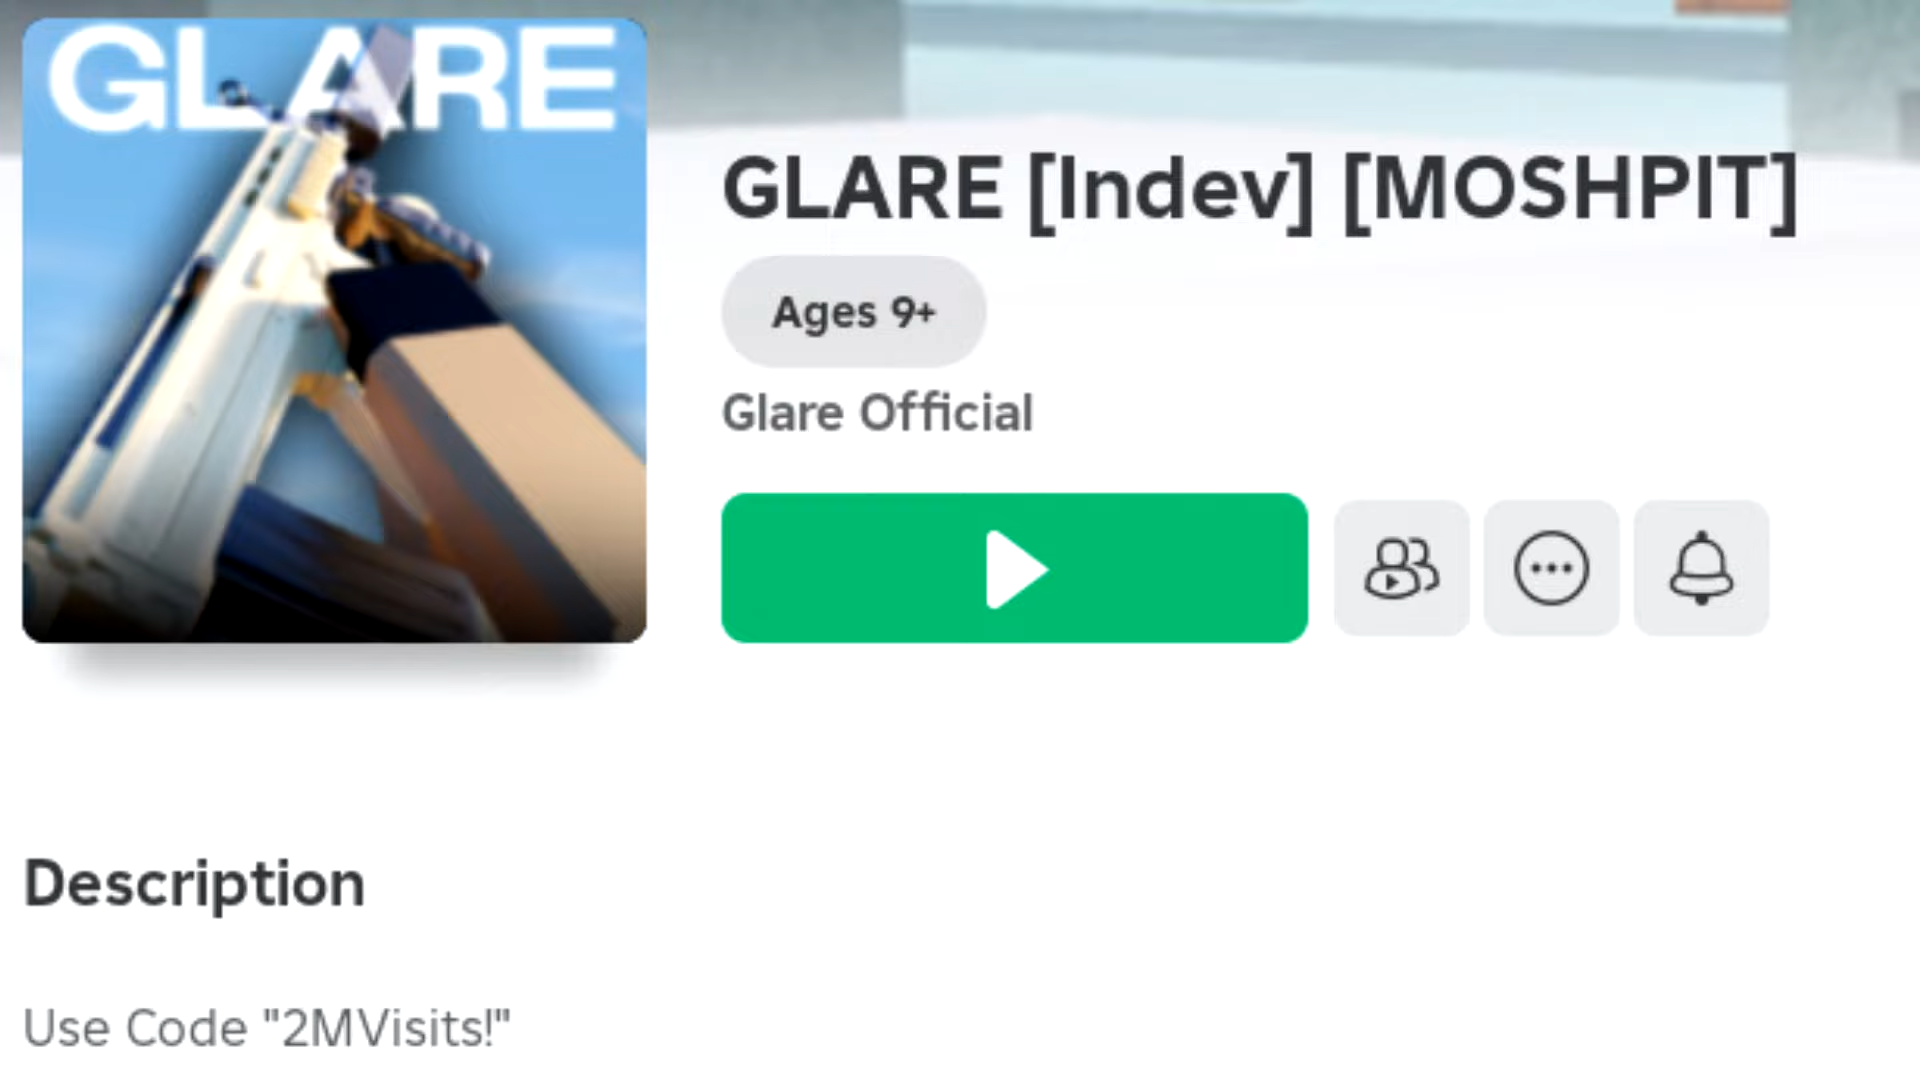 GLARE
GLARE [Indev] [MOSHPIT]
Ages 9+
Glare Official
Description
Use Code "2MVisits!"